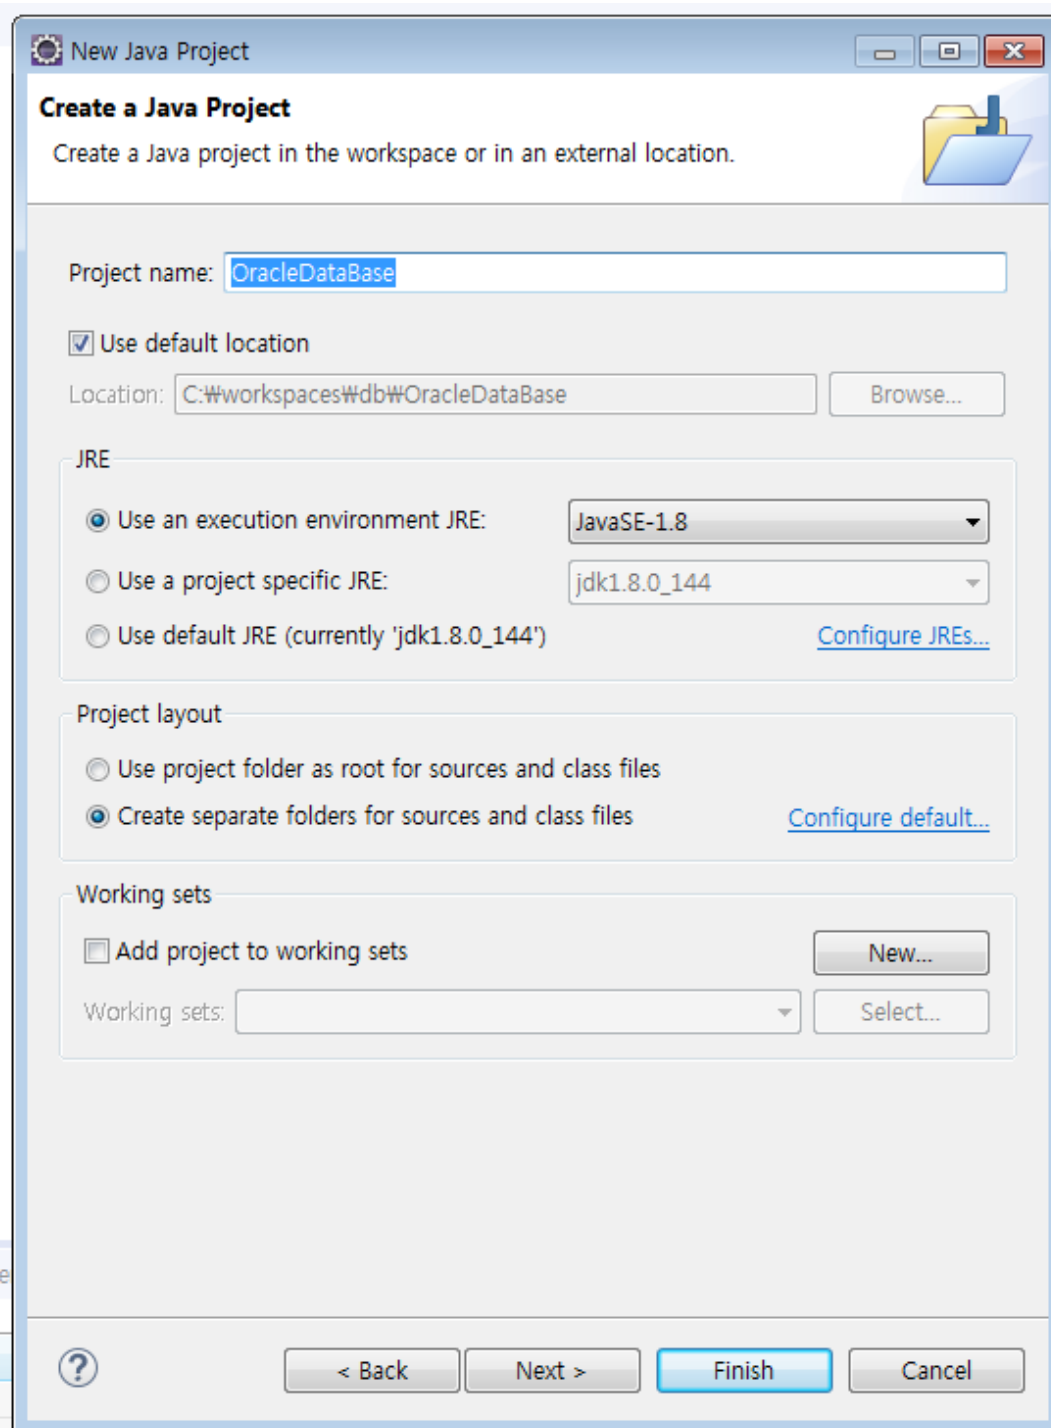 New Java Project
Create a Java Project
Create a Java project in the workspace or in an external location.
Project name: OracleDataBase
Use default location
Location: C:₩workspaces₩db₩OracleDataBase Browse...
JRE
Use an execution environment JRE: JavaSE-1.8
Use a project specific JRE: jdk1.8.0_144
Use default JRE (currently 'jdk1.8.0_144') Configure JREs...
Project layout
Use project folder as root for sources and class files
Create separate folders for sources and class files Configure default...
Working sets
Add project to working sets New...
Working sets: Select...
e
? < Back Next > Finish Cancel